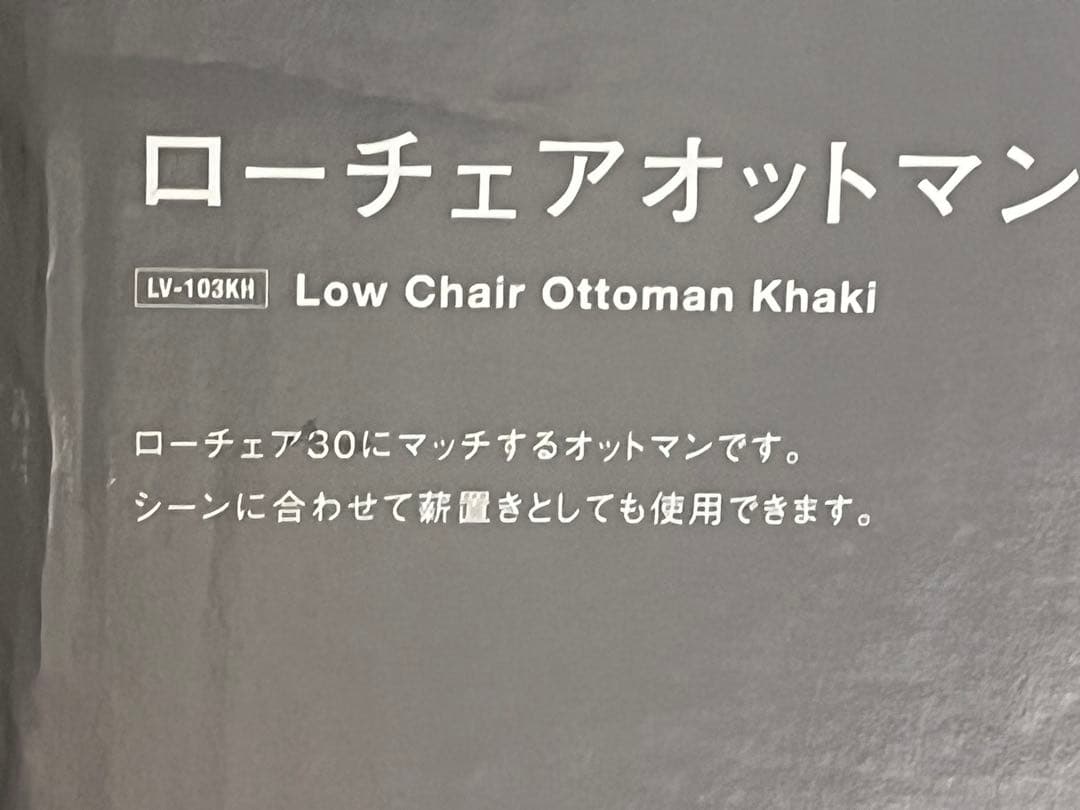 ローチェアオットマン
LV-103KH Low Chair Ottoman Khaki
ローチェア30にマッチするオットマンです。
シーンに合わせて薪置きとしても使用できます。